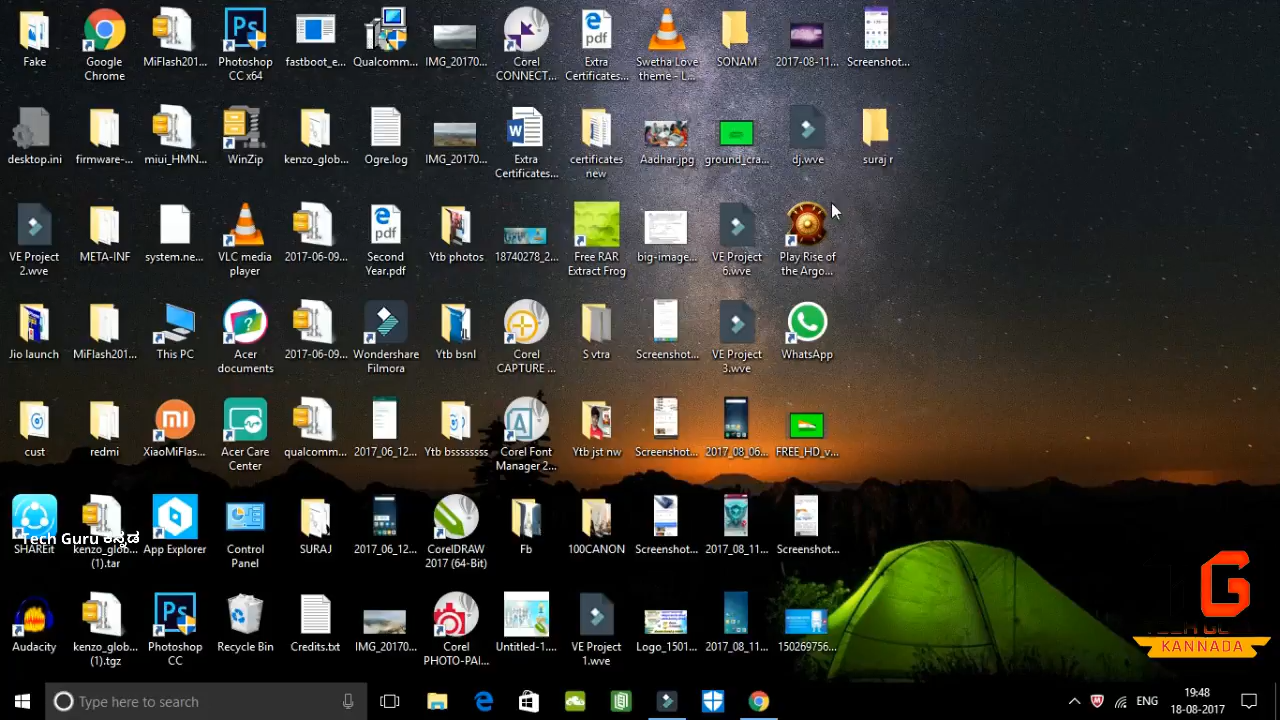 Fake
Google
Chrome
MiFlash201...
Photoshop
CC x64
fastboot_e...
Qualcomm...
IMG_20170...
Corel
CONNECT...
Extra
Certificates...
Swetha Love
theme - L...
SONAM
2017-08-11...
Screenshot...
desktop.ini
firmware-...
miui_HMN...
WinZip
kenzo_glob...
Ogre.log
IMG_20170...
Extra
Certificates...
certificates
new
Aadhar.jpg
ground_cra...
dj.wve
suraj r
VE Project
2.wve
META-INF
system.ne...
VLC media
player
2017-06-09...
Second
Year.pdf
Ytb photos
18740278_2...
Free RAR
Extract Frog
big-image...
VE Project
6.wve
Play Rise of
the Argo...
Jio launch
MiFlash201...
This PC
Acer
documents
2017-06-09...
Wondershare
Filmora
Ytb bsnl
Corel
CAPTURE ...
S vtra
Screenshot...
VE Project
3.wve
WhatsApp
cust
redmi
XiaoMiFlas...
Acer Care
Center
qualcomm...
2017_06_12...
Ytb bsssssss
Corel Font
Manager 2...
Ytb jst nw
Screenshot...
2017_08_06...
FREE_HD_v...
SHAREit
Tech Guru ಕನ್ನಡ
kenzo_glob...
(1).tar
App Explorer
Control
Panel
SURAJ
2017_06_12...
CorelDRAW
2017 (64-Bit)
Fb
100CANON
Screenshot...
2017_08_11...
Screenshot...
Audacity
kenzo_glob...
(1).tgz
Photoshop
CC
Recycle Bin
Credits.txt
IMG_20170...
Corel
PHOTO-PAI...
Untitled-1....
VE Project
1.wve
Logo_1501...
2017_08_11...
150269756...
G
KANNADA
Type here to search
ENG
19:48
18-08-2017